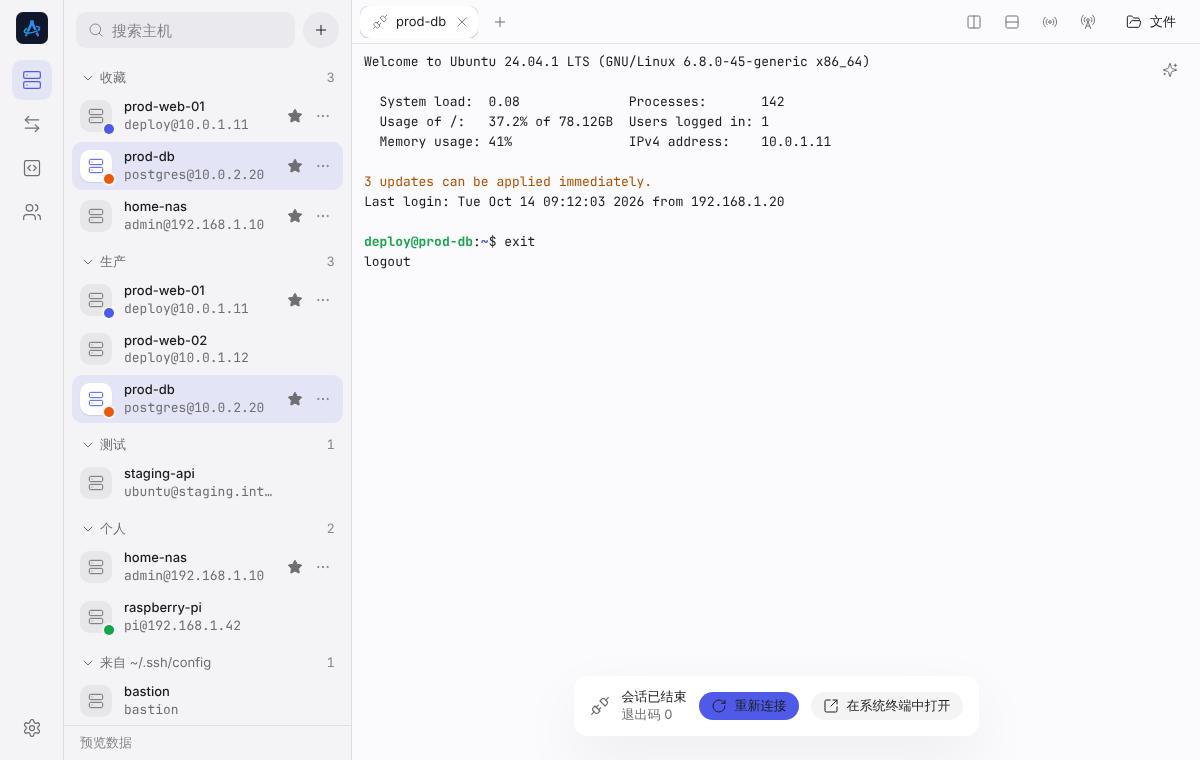 搜索主机
收藏 3
prod-web-01
deploy@10.0.1.11
prod-db
postgres@10.0.2.20
home-nas
admin@192.168.1.10
生产 3
prod-web-01
deploy@10.0.1.11
prod-web-02
deploy@10.0.1.12
prod-db
postgres@10.0.2.20
测试 1
staging-api
ubuntu@staging.int…
个人 2
home-nas
admin@192.168.1.10
raspberry-pi
pi@192.168.1.42
来自 ~/.ssh/config 1
bastion
bastion
预览数据
prod-db
文件
Welcome to Ubuntu 24.04.1 LTS (GNU/Linux 6.8.0-45-generic x86_64)
System load: 0.08 Processes: 142
Usage of /: 37.2% of 78.12GB Users logged in: 1
Memory usage: 41% IPv4 address: 10.0.1.11
3 updates can be applied immediately.
Last login: Tue Oct 14 09:12:03 2026 from 192.168.1.20
deploy@prod-db:~$ exit
logout
会话已结束
退出码 0
重新连接
在系统终端中打开